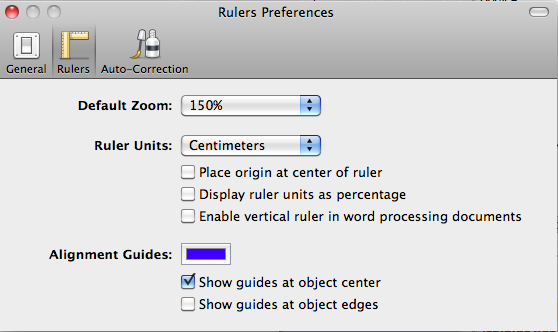 Rulers Preferences
General Rulers Auto-Correction
Default Zoom: 150%
Ruler Units: Centimeters
Place origin at center of ruler
Display ruler units as percentage
Enable vertical ruler in word processing documents
Alignment Guides:
Show guides at object center
Show guides at object edges